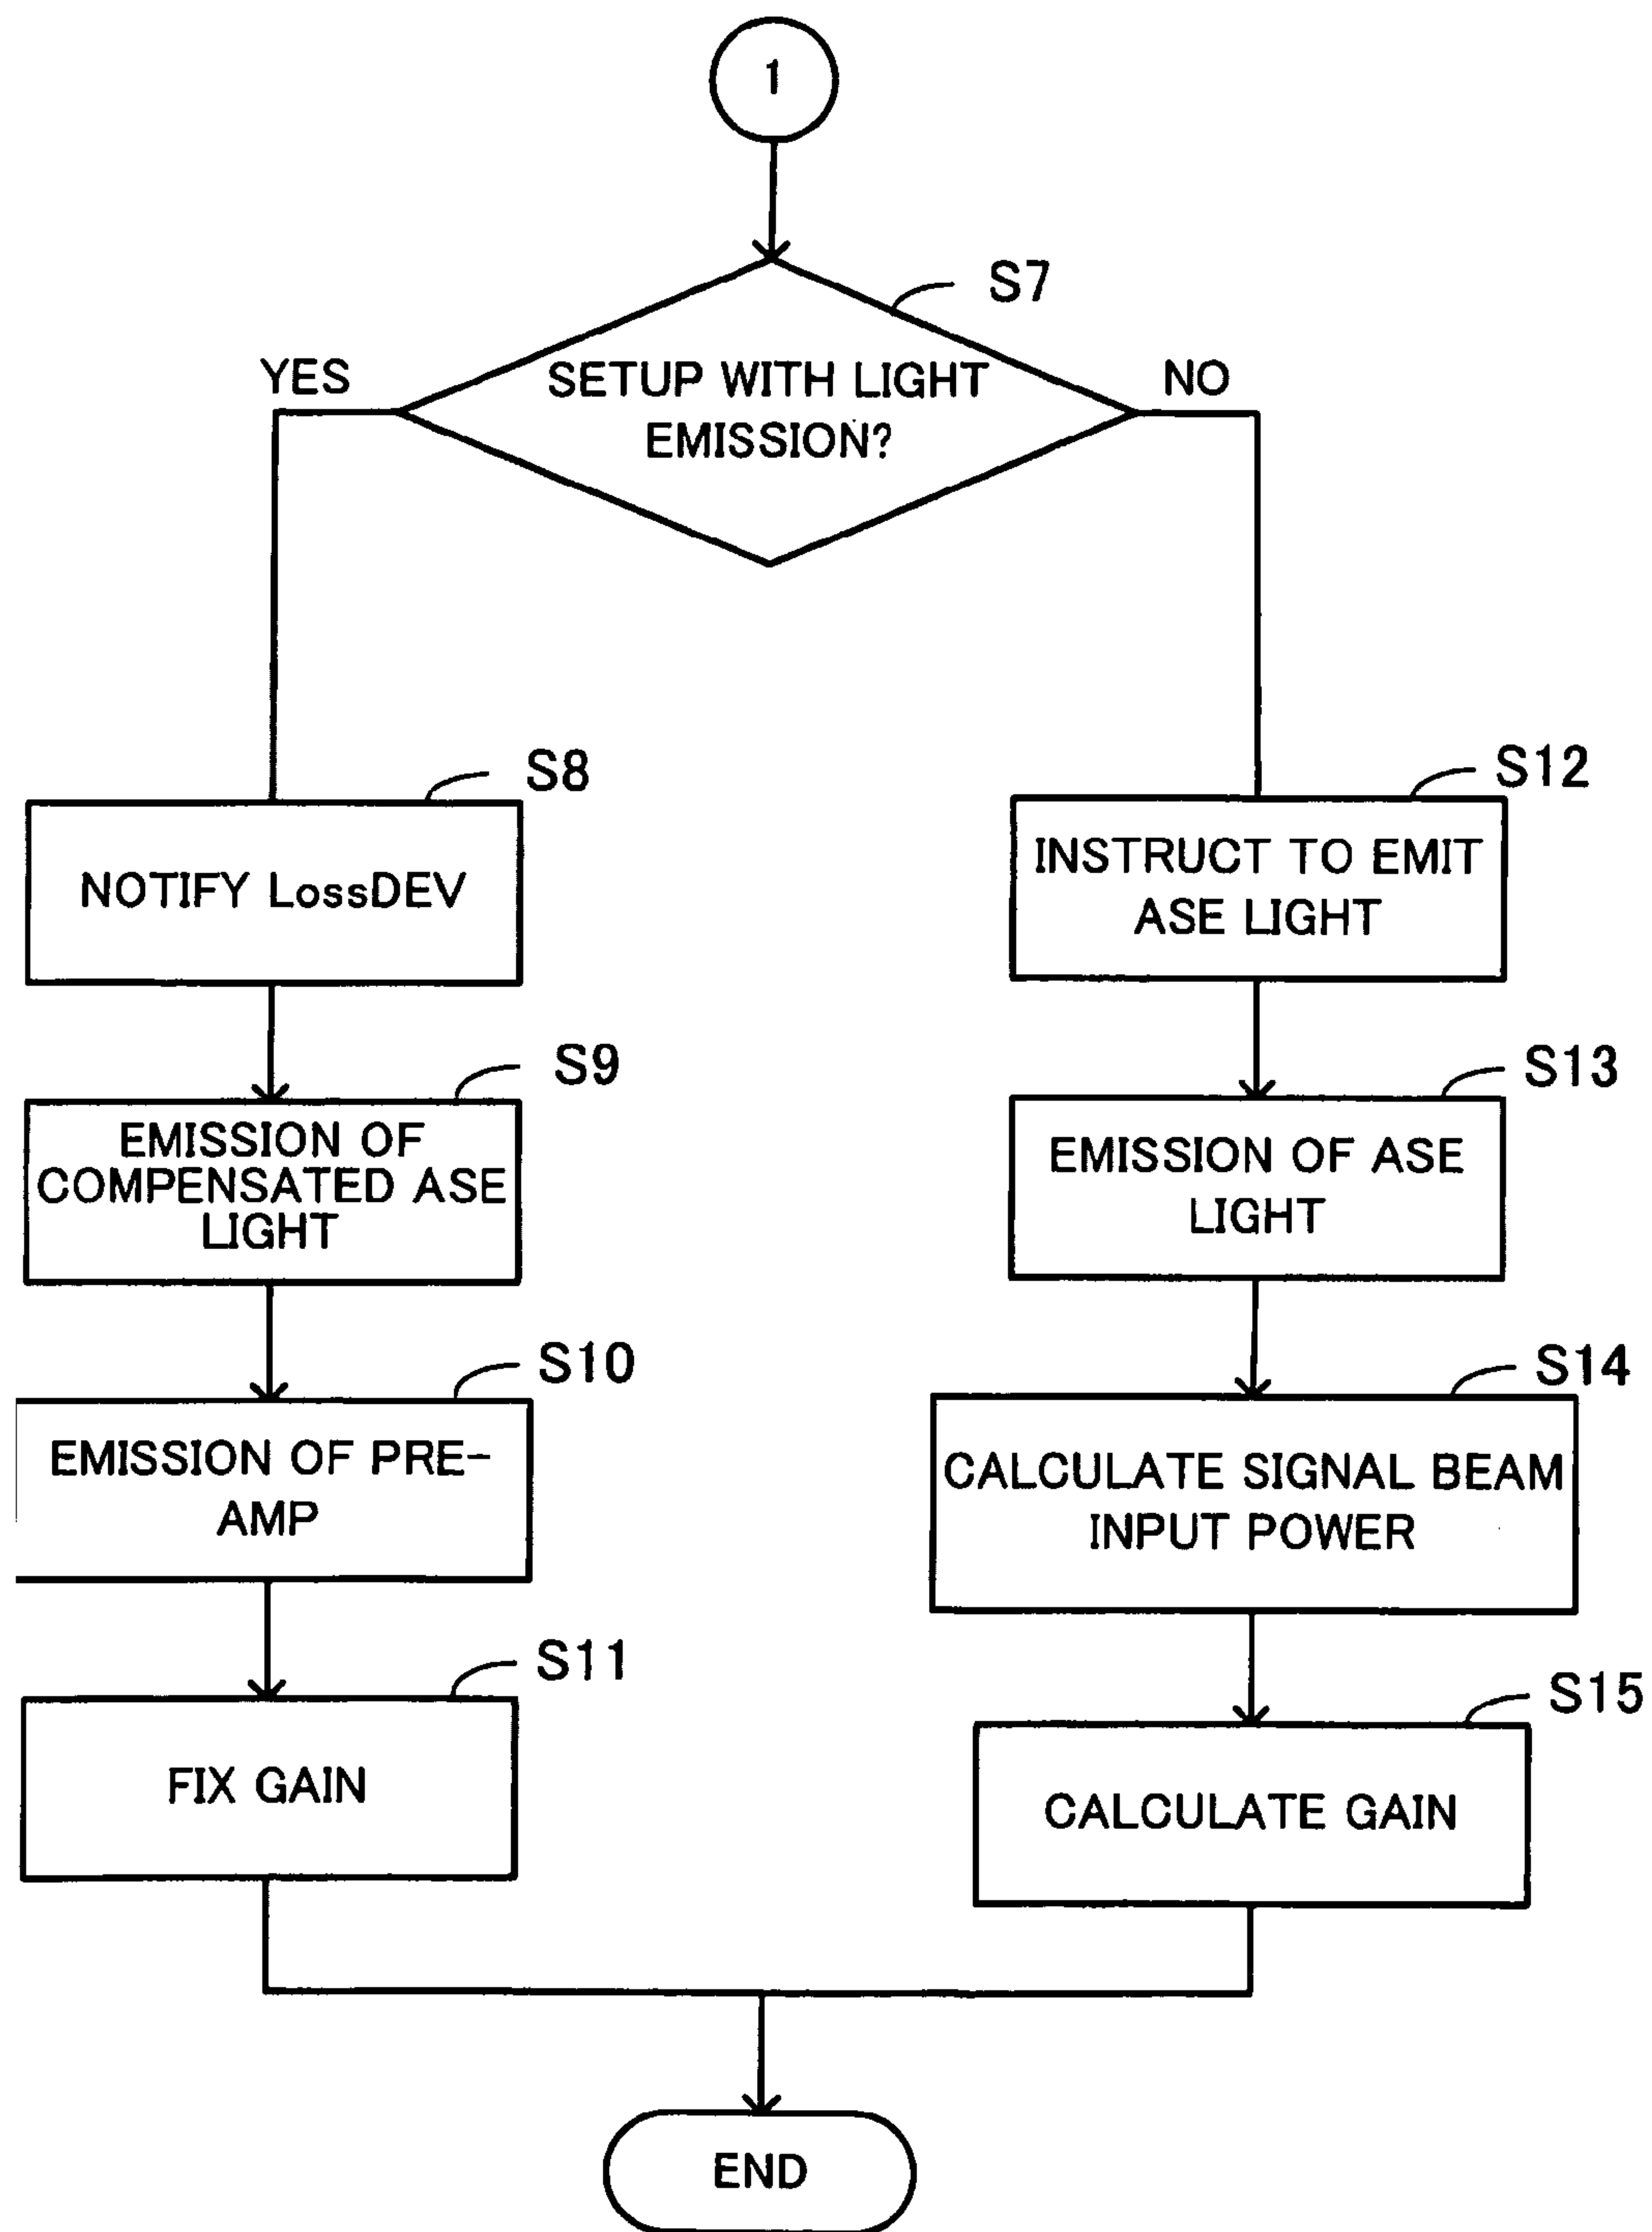 1
S7
SETUP WITH LIGHT
EMISSION?
YES
NO
S8
NOTIFY LossDEV
S9
EMISSION OF
COMPENSATED ASE
LIGHT
S10
EMISSION OF PRE-
AMP
S11
FIX GAIN
S12
INSTRUCT TO EMIT
ASE LIGHT
S13
EMISSION OF ASE
LIGHT
S14
CALCULATE SIGNAL BEAM
INPUT POWER
S15
CALCULATE GAIN
END